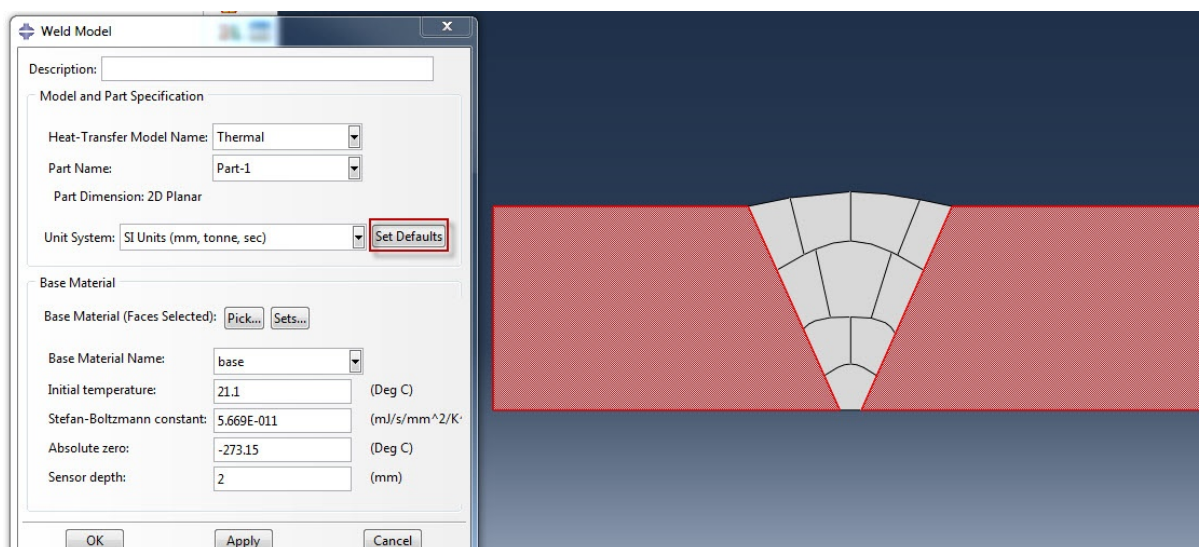 Weld Model
x
Description:
Model and Part Specification
Heat-Transfer Model Name: Thermal
Part Name: Part-1
Part Dimension: 2D Planar
Unit System: SI Units (mm, tonne, sec) Set Defaults
Base Material
Base Material (Faces Selected): Pick... Sets...
Base Material Name: base
Initial temperature: 21.1 (Deg C)
Stefan-Boltzmann constant: 5.669E-011 (mJ/s/mm^2/K
Absolute zero: -273.15 (Deg C)
Sensor depth: 2 (mm)
OK Apply Cancel